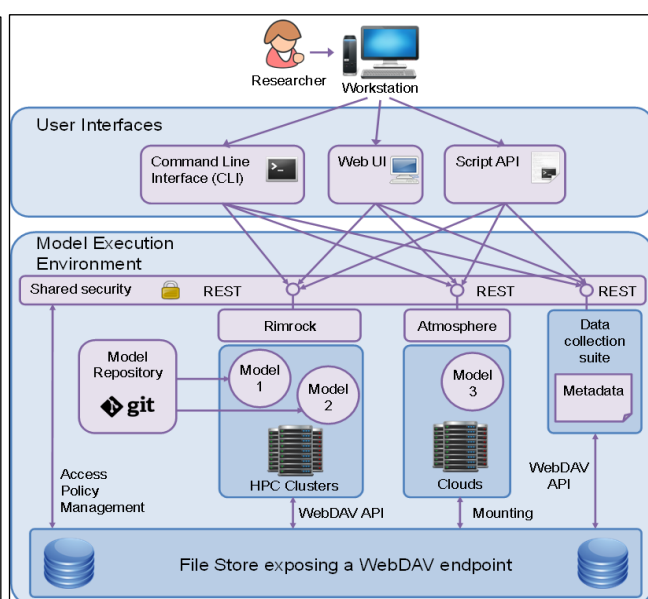 Researcher
Workstation
User Interfaces
Command Line
Interface (CLI)
>_
Web UI
Script API
>_
Model Execution
Environment
Shared security
REST
REST
REST
Rimrock
Atmosphere
Data
collection
suite
Model
Repository
git
Model
1
Model
2
Model
3
Metadata
HPC Clusters
Clouds
Access
Policy
Management
WebDAV API
Mounting
WebDAV
API
File Store exposing a WebDAV endpoint